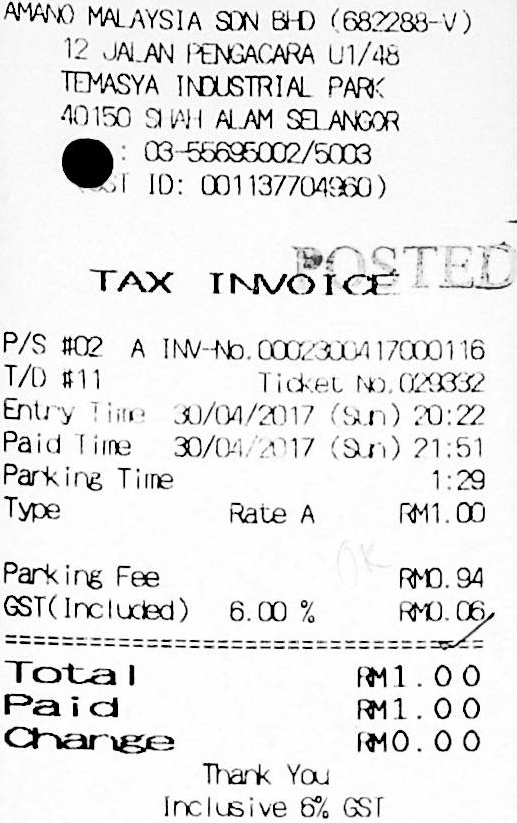 AMANO MALAYSIA SDN BHD (682288-V)
12 JALAN PENGACARA U1/48
TEMASYA INDUSTRIAL PARK
40150 SHAH ALAM SELANGOR
: 03-55695002/5003
ID: 001137704960)
POSTED
TAX INVOICE
P/S #02 A INV-No.0002300417000116
T/D #11 Ticket No.029332
Entry Time 30/04/2017 (Sun) 20:22
Paid Time 30/04/2017 (Sun) 21:51
Parking Time 1:29
Type Rate A RM1.00
OK
Parking Fee RM0.94
GST(Included) 6.00 % RM0.06
=====================================
Total RM1.00
Paid RM1.00
Change RM0.00
Thank You
Inclusive 6% GST